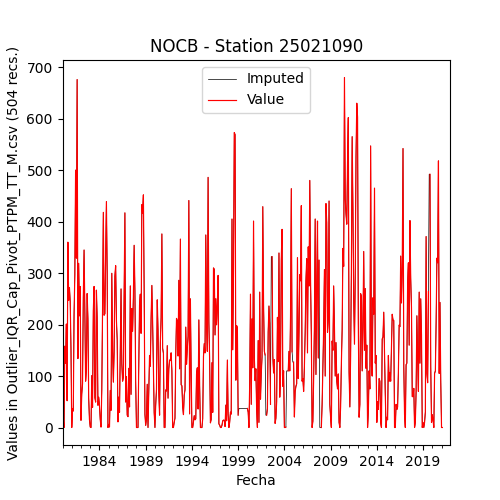 NOCB - Station 25021090
Imputed
Value
Values in Outlier_IQR_Cap_Pivot_PTPM_TT_M.csv (504 recs.)
700
600
500
400
300
200
100
0
1984 1989 1994 1999 2004 2009 2014 2019
Fecha